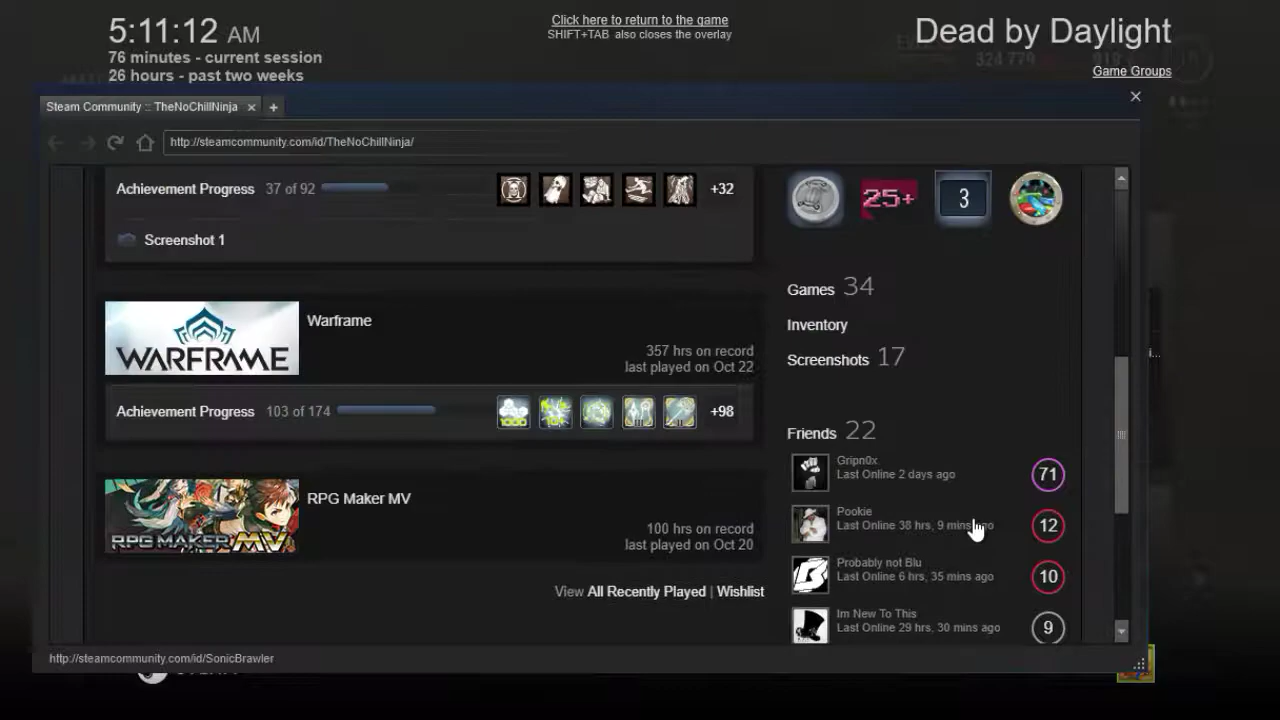 5:11:12 AM
76 minutes - current session
26 hours - past two weeks
Click here to return to the game
SHIFT+TAB also closes the overlay
Dead by Daylight
Game Groups
Steam Community :: TheNoChillNinja
http://steamcommunity.com/id/TheNoChillNinja/
Achievement Progress 37 of 92
+32
Screenshot 1
WARFRAME
Warframe
357 hrs on record
last played on Oct 22
Achievement Progress 103 of 174
+98
RPG MAKER MV
RPG Maker MV
100 hrs on record
last played on Oct 20
View All Recently Played | Wishlist
25+
3
Games 34
Inventory
Screenshots 17
Friends 22
Gripn0x
Last Online 2 days ago
71
Pookie
Last Online 38 hrs, 9 mins ago
12
Probably not Blu
Last Online 6 hrs, 35 mins ago
10
Im New To This
Last Online 29 hrs, 30 mins ago
9
http://steamcommunity.com/id/SonicBrawler